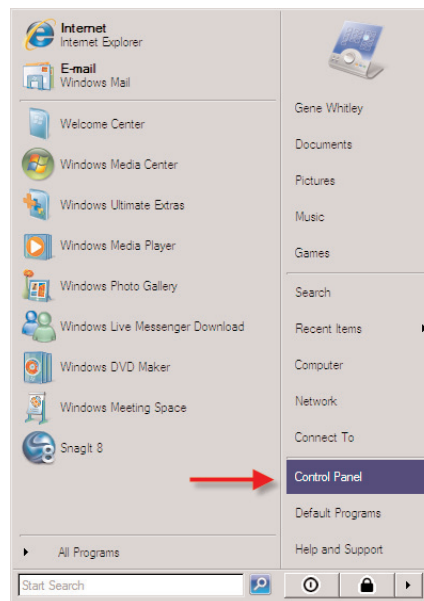 Internet
Internet Explorer
E-mail
Windows Mail
Welcome Center
Windows Media Center
Windows Ultimate Extras
Windows Media Player
Windows Photo Gallery
Windows Live Messenger Download
Windows DVD Maker
Windows Meeting Space
SnagIt 8
All Programs
Start Search
Gene Whitley
Documents
Pictures
Music
Games
Search
Recent Items
Computer
Network
Connect To
Control Panel
Default Programs
Help and Support